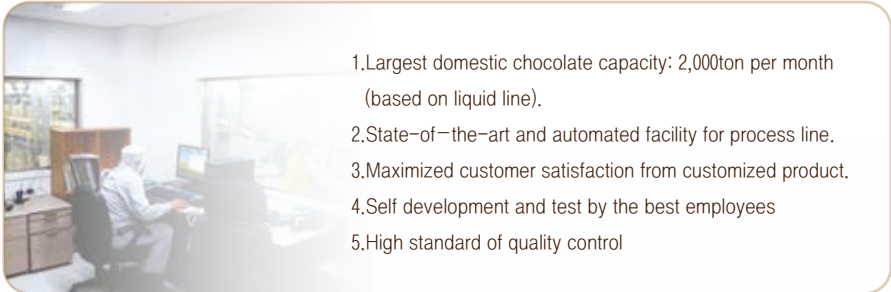 1.Largest domestic chocolate capacity: 2,000ton per month
(based on liquid line).
2.State-of-the-art and automated facility for process line.
3.Maximized customer satisfaction from customized product.
4.Self development and test by the best employees
5.High standard of quality control